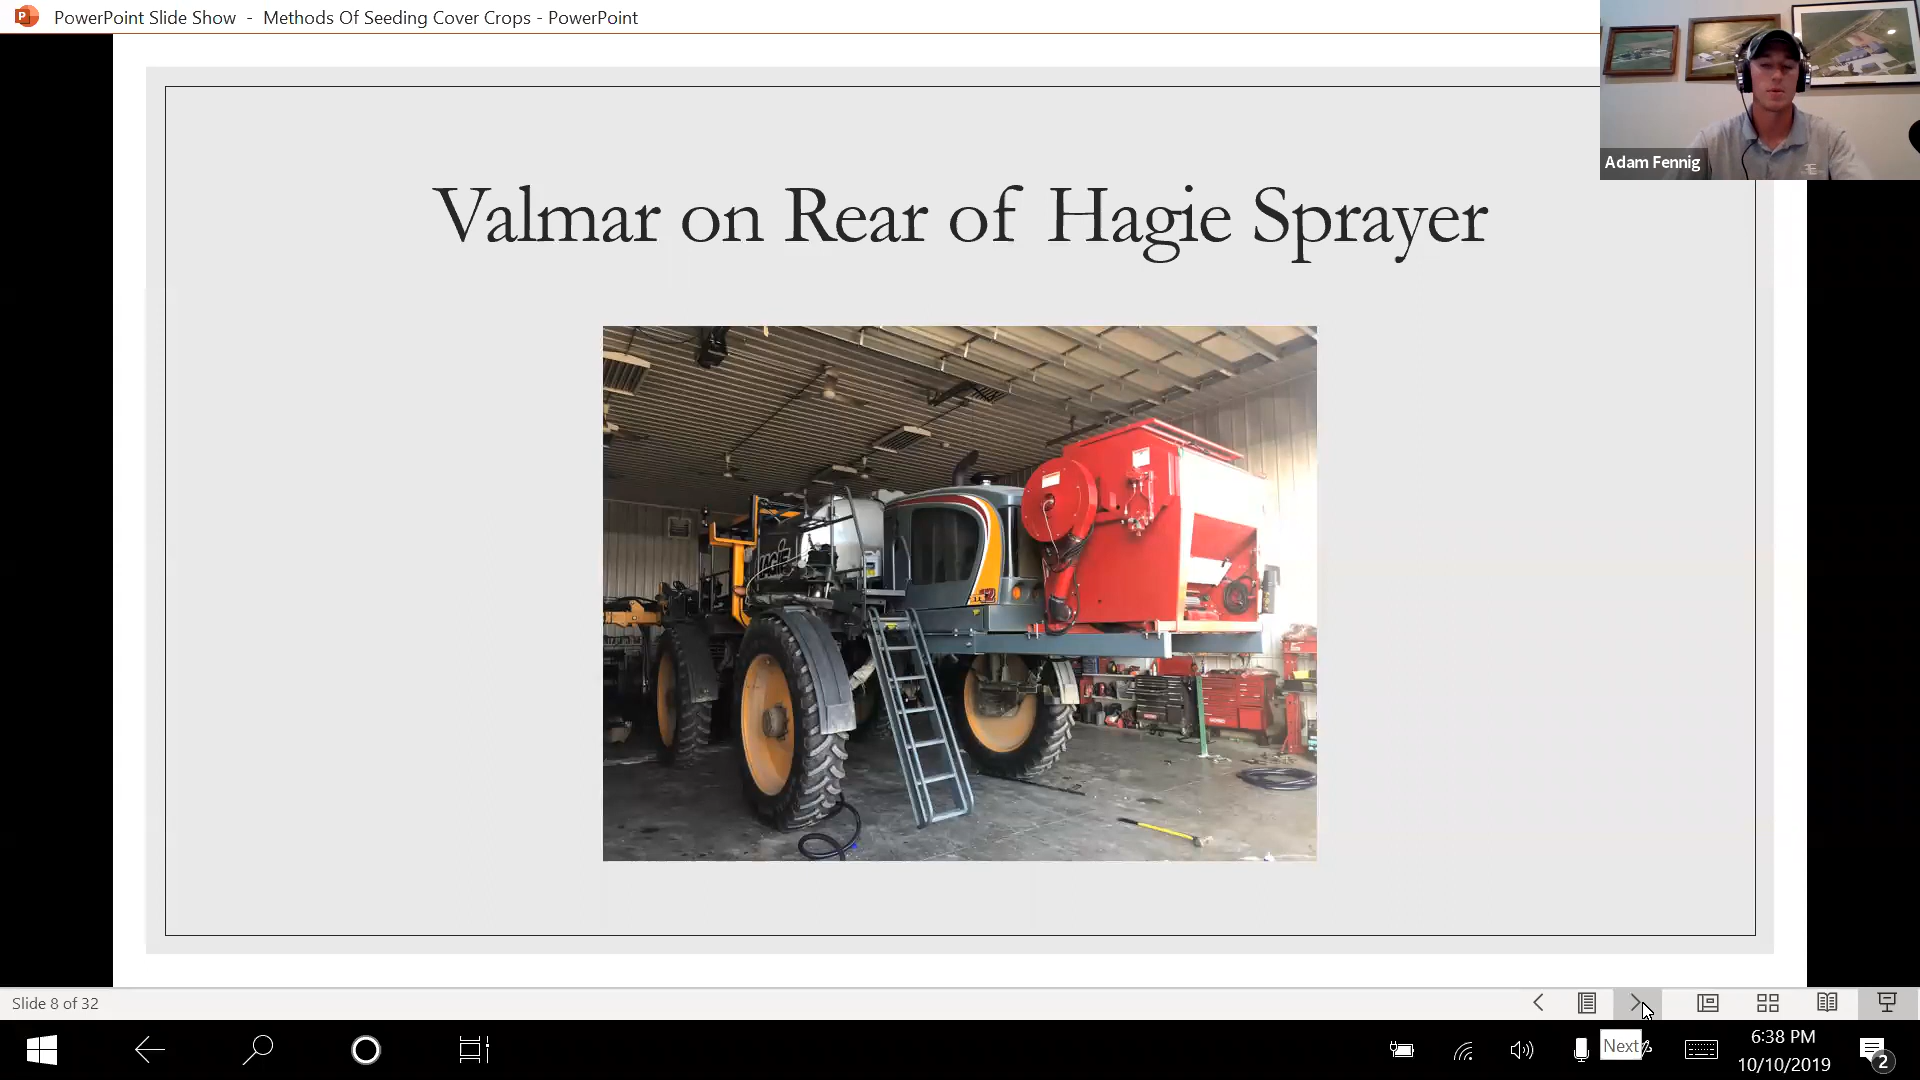 PowerPoint Slide Show - Methods Of Seeding Cover Crops - PowerPoint
Adam Fennig
Valmar on Rear of Hagie Sprayer
HAGIE
Slide 8 of 32
Next
6:38 PM
10/10/2019
2